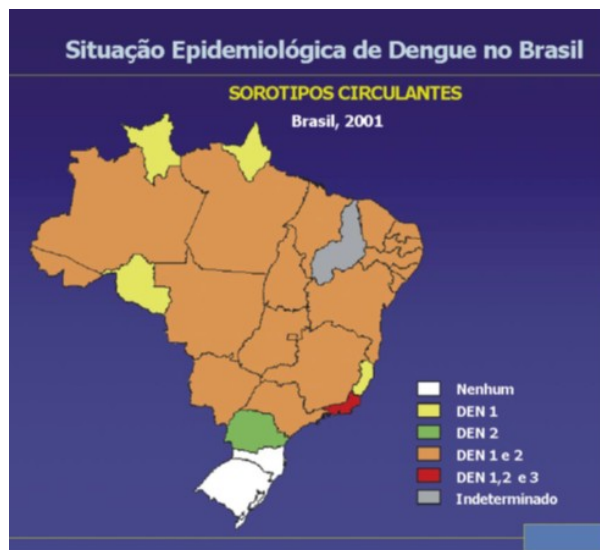 Situação Epidemiológica de Dengue no Brasil
SOROTIPOS CIRCULANTES
Brasil, 2001
Nenhum
DEN 1
DEN 2
DEN 1 e 2
DEN 1,2 e 3
Indeterminado